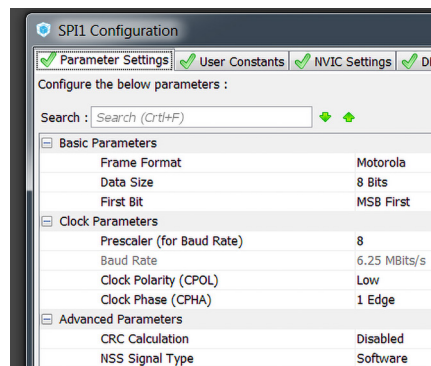 SPI1 Configuration
Parameter Settings User Constants NVIC Settings
Configure the below parameters :
Search : Search (Crtl+F)
Basic Parameters
Frame Format Motorola
Data Size 8 Bits
First Bit MSB First
Clock Parameters
Prescaler (for Baud Rate) 8
Baud Rate 6.25 MBits/s
Clock Polarity (CPOL) Low
Clock Phase (CPHA) 1 Edge
Advanced Parameters
CRC Calculation Disabled
NSS Signal Type Software